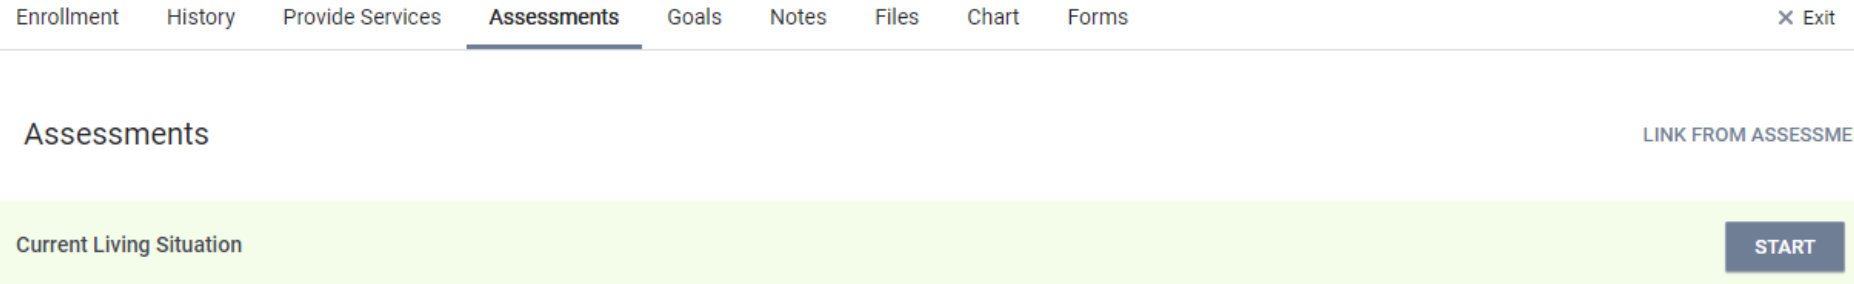 Enrollment History Provide Services Assessments Goals Notes Files Chart Forms × Exit
Assessments LINK FROM ASSESSME
Current Living Situation START